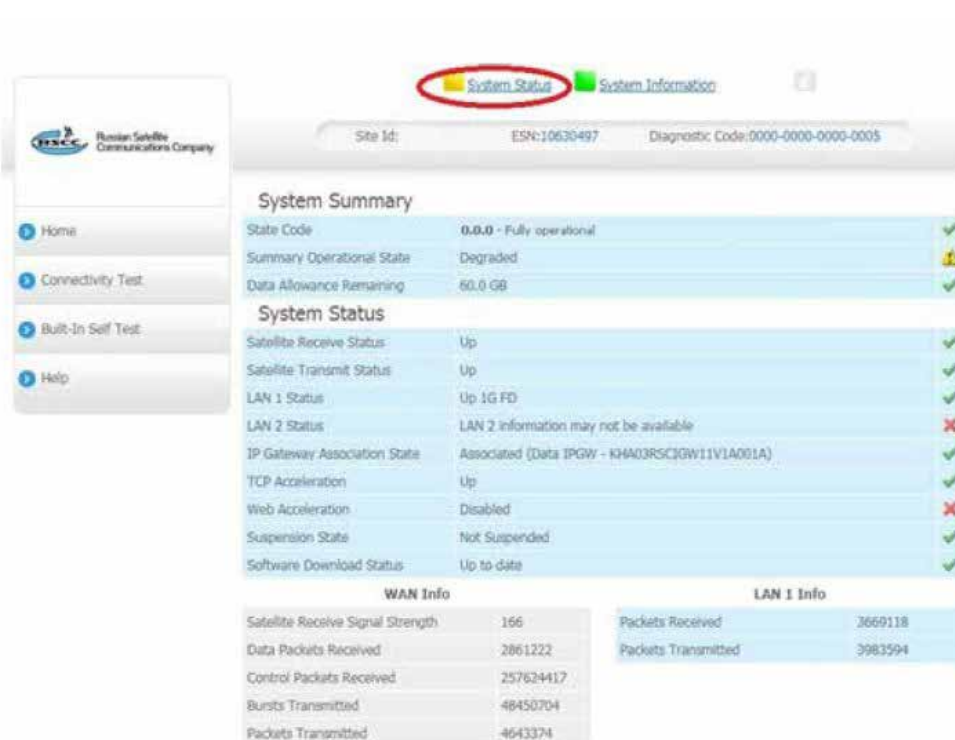 System Status System Information
RSCC Russian Satellite
Communications Company
Site Id: ESN:10630497 Diagnostic Code:0000-0000-0000-0005
Home
Connectivity Test
Built-In Self Test
Help
System Summary
State Code 0.0.0 - Fully operational
Summary Operational State Degraded
Data Allowance Remaining 60.0 GB
System Status
Satellite Receive Status Up
Satellite Transmit Status Up
LAN 1 Status Up 1G FD
LAN 2 Status LAN 2 information may not be available
IP Gateway Association State Associated (Data IPGW - KHA03RSCIGW11V1A001A)
TCP Acceleration Up
Web Acceleration Disabled
Suspension State Not Suspended
Software Download Status Up to date
WAN Info LAN 1 Info
Satellite Receive Signal Strength 166 Packets Received 3669118
Data Packets Received 2861222 Packets Transmitted 3983594
Control Packets Received 257624417
Bursts Transmitted 48450704
Packets Transmitted 4643374